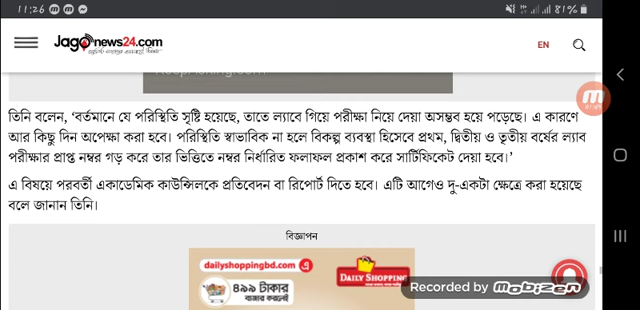 11:26
81%
Jagonews24.com
EN
তিনি বলেন, ‘বর্তমানে যে পরিস্থিতি সৃষ্টি হয়েছে, তাতে ল্যাবে গিয়ে পরীক্ষা নিয়ে দেয়া অসম্ভব হয়ে পড়েছে। এ কারণে
আর কিছু দিন অপেক্ষা করা হবে। পরিস্থিতি স্বাভাবিক না হলে বিকল্প ব্যবস্থা হিসেবে প্রথম, দ্বিতীয় ও তৃতীয় বর্ষের ল্যাব
পরীক্ষার প্রাপ্ত নম্বর গড় করে তার ভিত্তিতে নম্বর নির্ধারিত ফলাফল প্রকাশ করে সার্টিফিকেট দেয়া হবে।’
এ বিষয়ে পরবর্তী একাডেমিক কাউন্সিলকে প্রতিবেদন বা রিপোর্ট দিতে হবে। এটি আগেও দু-একটা ক্ষেত্রে করা হয়েছে
বলে জানান তিনি।
বিজ্ঞাপন
dailyshoppingbd.com এ
DAILY SHOPPING
৪৯৯ টাকার
বাজার করলেই
Recorded by MOBIZEN